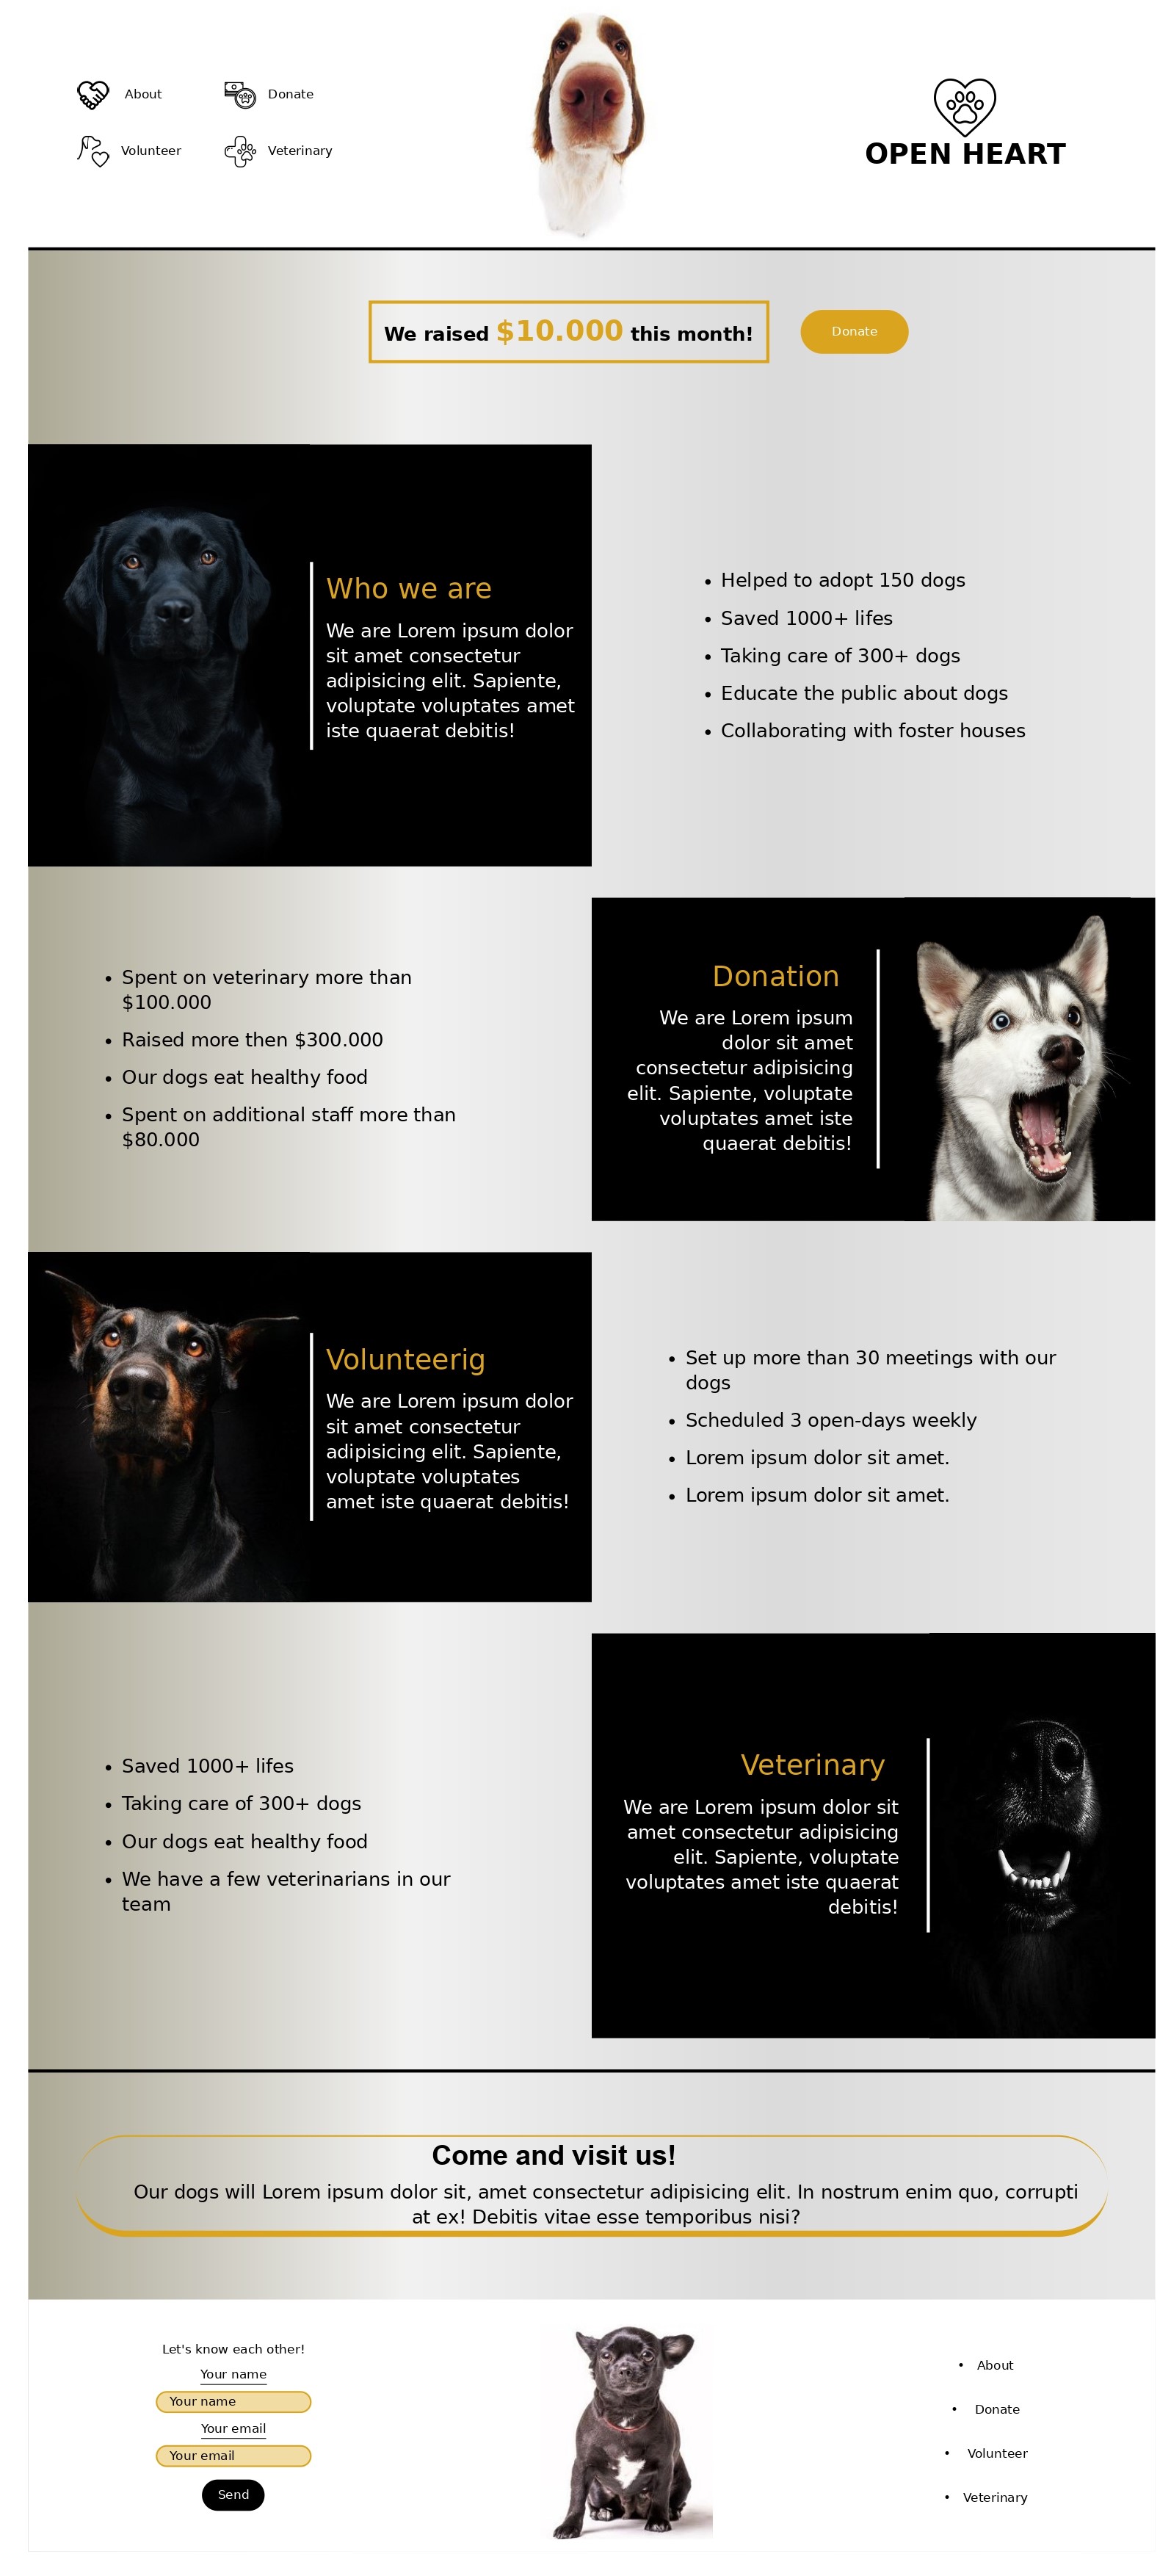 About
Donate
Volunteer
Veterinary
OPEN HEART
We raised $10.000 this month!
Donate
Who we are
We are Lorem ipsum dolor
sit amet consectetur
adipisicing elit. Sapiente,
voluptate voluptates amet
iste quaerat debitis!
• Helped to adopt 150 dogs
• Saved 1000+ lifes
• Taking care of 300+ dogs
• Educate the public about dogs
• Collaborating with foster houses
• Spent on veterinary more than
$100.000
• Raised more then $300.000
• Our dogs eat healthy food
• Spent on additional staff more than
$80.000
Donation
We are Lorem ipsum
dolor sit amet
consectetur adipisicing
elit. Sapiente, voluptate
voluptates amet iste
quaerat debitis!
Volunteerig
We are Lorem ipsum dolor
sit amet consectetur
adipisicing elit. Sapiente,
voluptate voluptates
amet iste quaerat debitis!
• Set up more than 30 meetings with our
dogs
• Scheduled 3 open-days weekly
• Lorem ipsum dolor sit amet.
• Lorem ipsum dolor sit amet.
• Saved 1000+ lifes
• Taking care of 300+ dogs
• Our dogs eat healthy food
• We have a few veterinarians in our
team
Veterinary
We are Lorem ipsum dolor sit
amet consectetur adipisicing
elit. Sapiente, voluptate
voluptates amet iste quaerat
debitis!
Come and visit us!
Our dogs will Lorem ipsum dolor sit, amet consectetur adipisicing elit. In nostrum enim quo, corrupti
at ex! Debitis vitae esse temporibus nisi?
Let's know each other!
Your name
Your name
Your email
Your email
Send
• About
• Donate
• Volunteer
• Veterinary